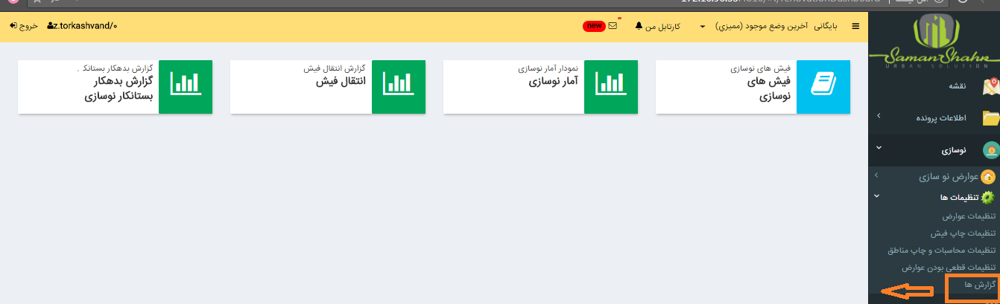 بایگانی
آخرین وضع موجود (ممیزي)
کارتابل من
new
z.torkashvand/۰
خروج
Saman Shahr
URBAN SOLUTION
فیش های نوسازی
فیش های
نوسازی
نمودار آمار نوسازی
آمار نوسازی
گزارش انتقال فیش
انتقال فیش
گزارش بدهکار بستانک .
گزارش بدهکار
بستانکار نوسازی
نقشه
اطلاعات پرونده
نوسازی
عوارض نو سازی
تنظیمات ها
تنظیمات عوارض
تنظیمات چاپ فیش
تنظیمات محاسبات و چاپ مناطق
تنظیمات قطعی بودن عوارض
گزارش ها